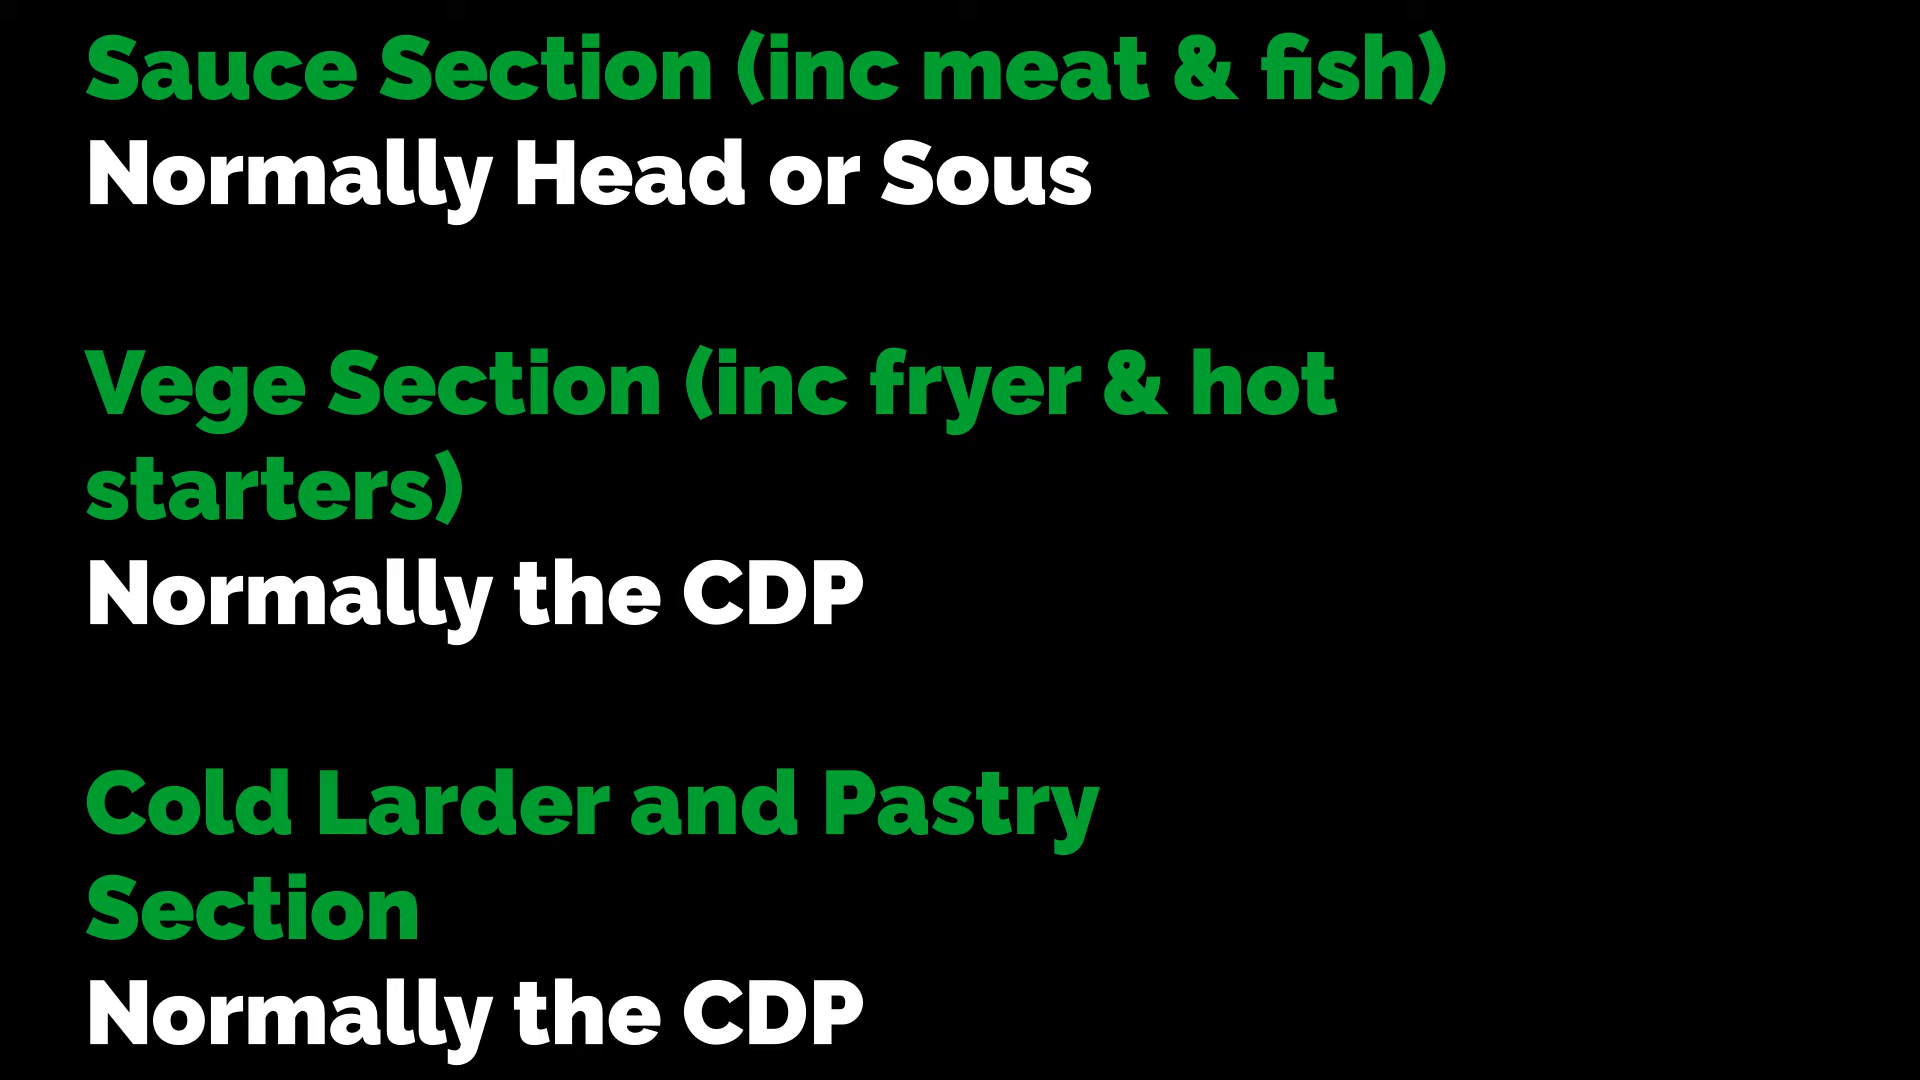 Sauce Section (inc meat & fish)
Normally Head or Sous
Vege Section (inc fryer & hot
starters)
Normally the CDP
Cold Larder and Pastry
Section
Normally the CDP